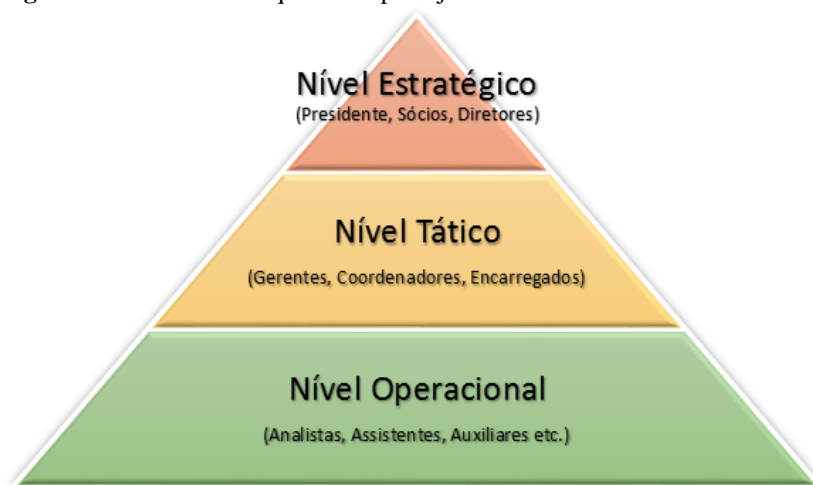 Nível Estratégico
(Presidente, Sócios, Diretores)
Nível Tático
(Gerentes, Coordenadores, Encarregados)
Nível Operacional
(Analistas, Assistentes, Auxiliares etc.)